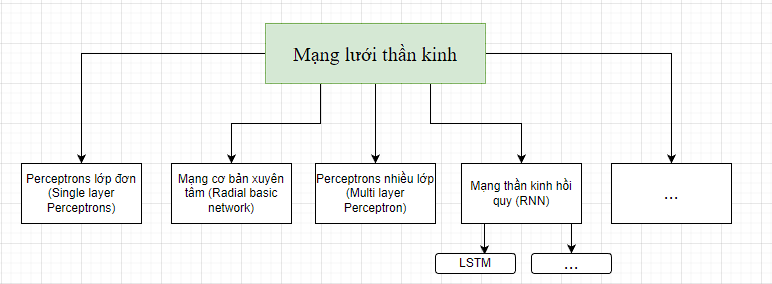 Mạng lưới thần kinh
Perceptrons lớp đơn
(Single layer
Perceptrons)
Mạng cơ bản xuyên
tâm (Radial basic
network)
Perceptrons nhiều lớp
(Multi layer
Perceptron)
Mạng thần kinh hồi
quy (RNN)
...
LSTM
...